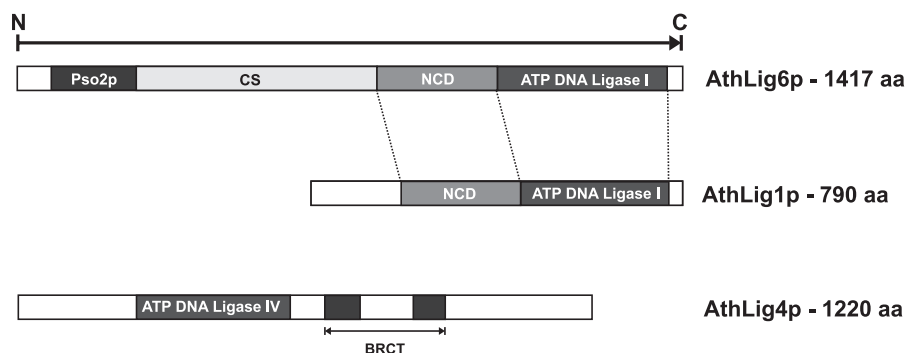 N C
Pso2p CS NCD ATP DNA Ligase I AthLig6p - 1417 aa
NCD ATP DNA Ligase I AthLig1p - 790 aa
ATP DNA Ligase IV AthLig4p - 1220 aa
BRCT